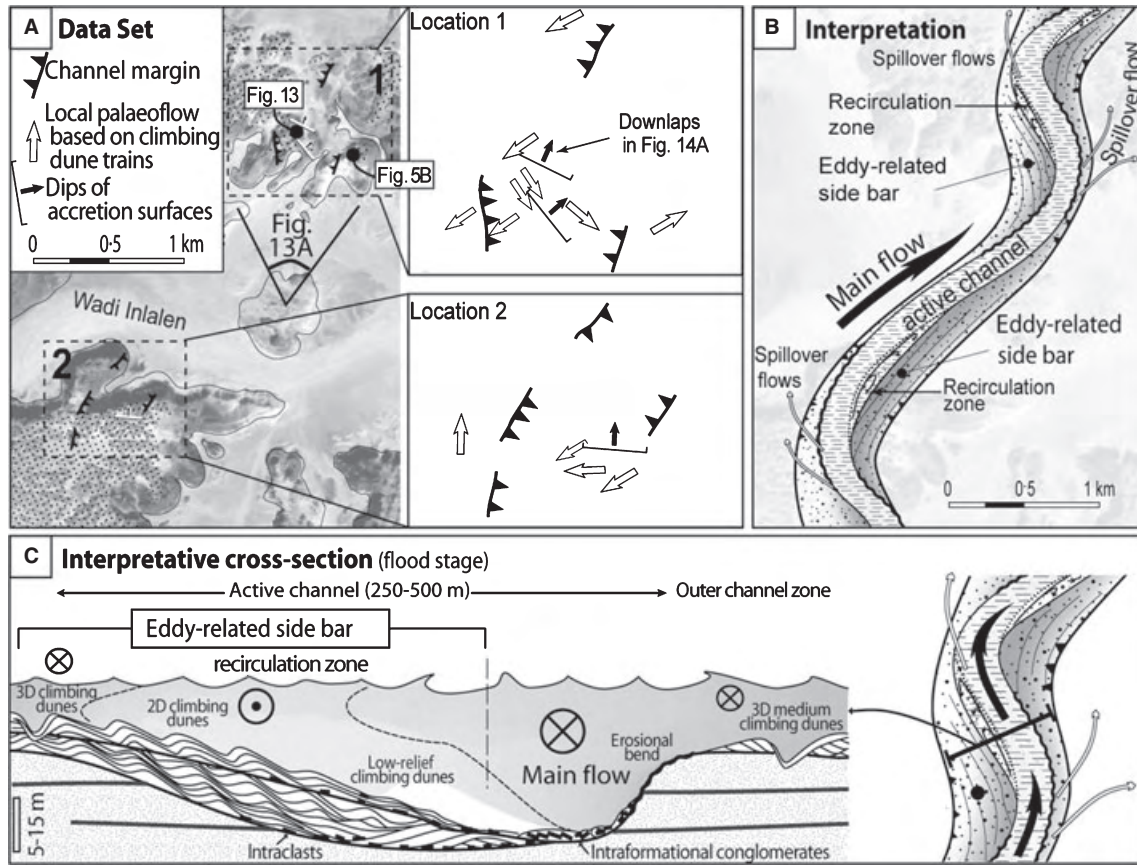 A Data Set
Channel margin
Local palaeoflow
based on climbing
dune trains
Dips of
accretion surfaces
0 0·5 1 km
1
Fig. 13
Fig. 5B
Fig.
13A
Wadi Inlalen
2
Location 1
Downlaps
in Fig. 14A
Location 2
B Interpretation
Spillover flows
Spillover flow
Recirculation
zone
Eddy-related
side bar
Main flow
active channel
Eddy-related
side bar
Spillover
flows
Recirculation
zone
0 0·5 1 km
C Interpretative cross-section (flood stage)
Active channel (250-500 m)
Outer channel zone
Eddy-related side bar
recirculation zone
3D climbing
dunes
2D climbing
dunes
Low-relief
climbing dunes
Main flow
Erosional
bend
3D medium
climbing dunes
5-15 m
Intraclasts
Intraformational conglomerates